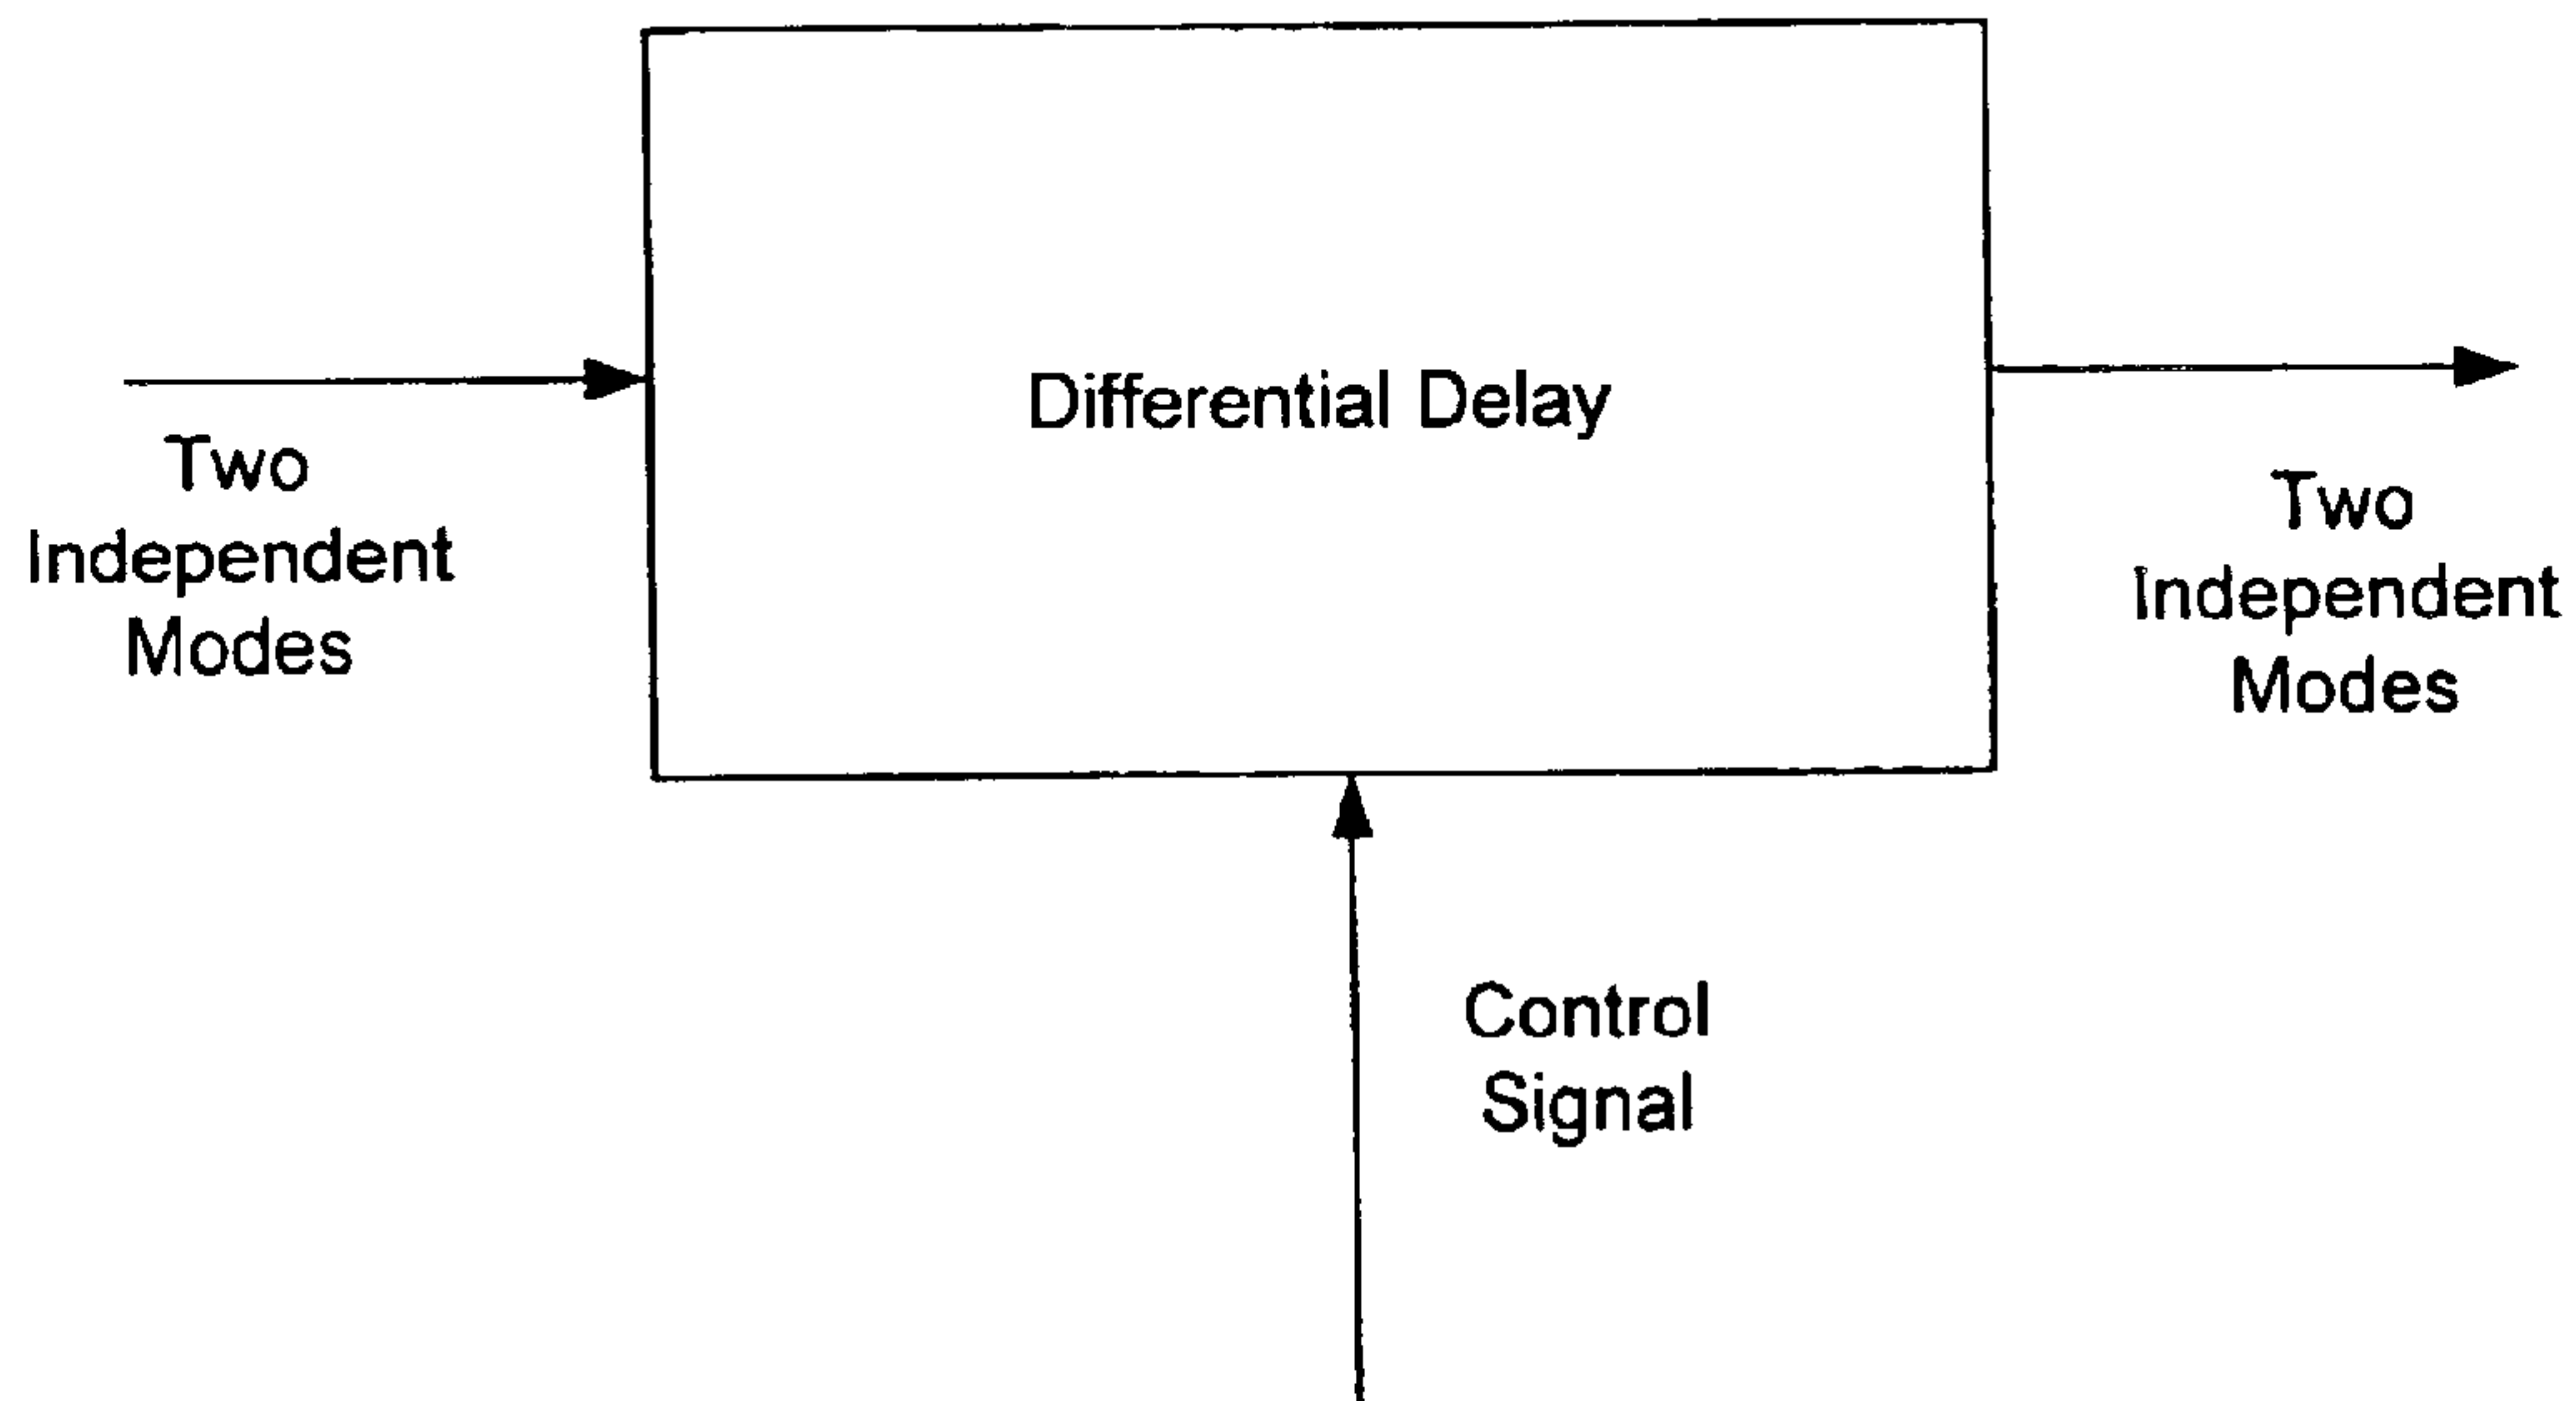 Differential Delay
Two
Independent
Modes
Two
Independent
Modes
Control
Signal